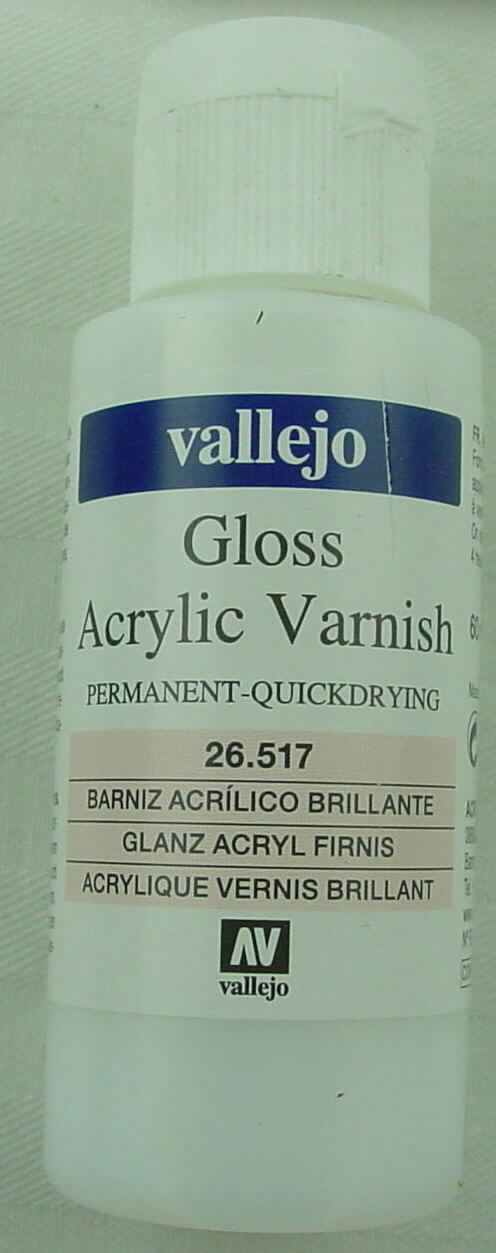 vallejo
Gloss
Acrylic Varnish
PERMANENT-QUICKDRYING
26.517
BARNIZ ACRÍLICO BRILLANTE
GLANZ ACRYL FIRNIS
ACRYLIQUE VERNIS BRILLANT
AV
vallejo